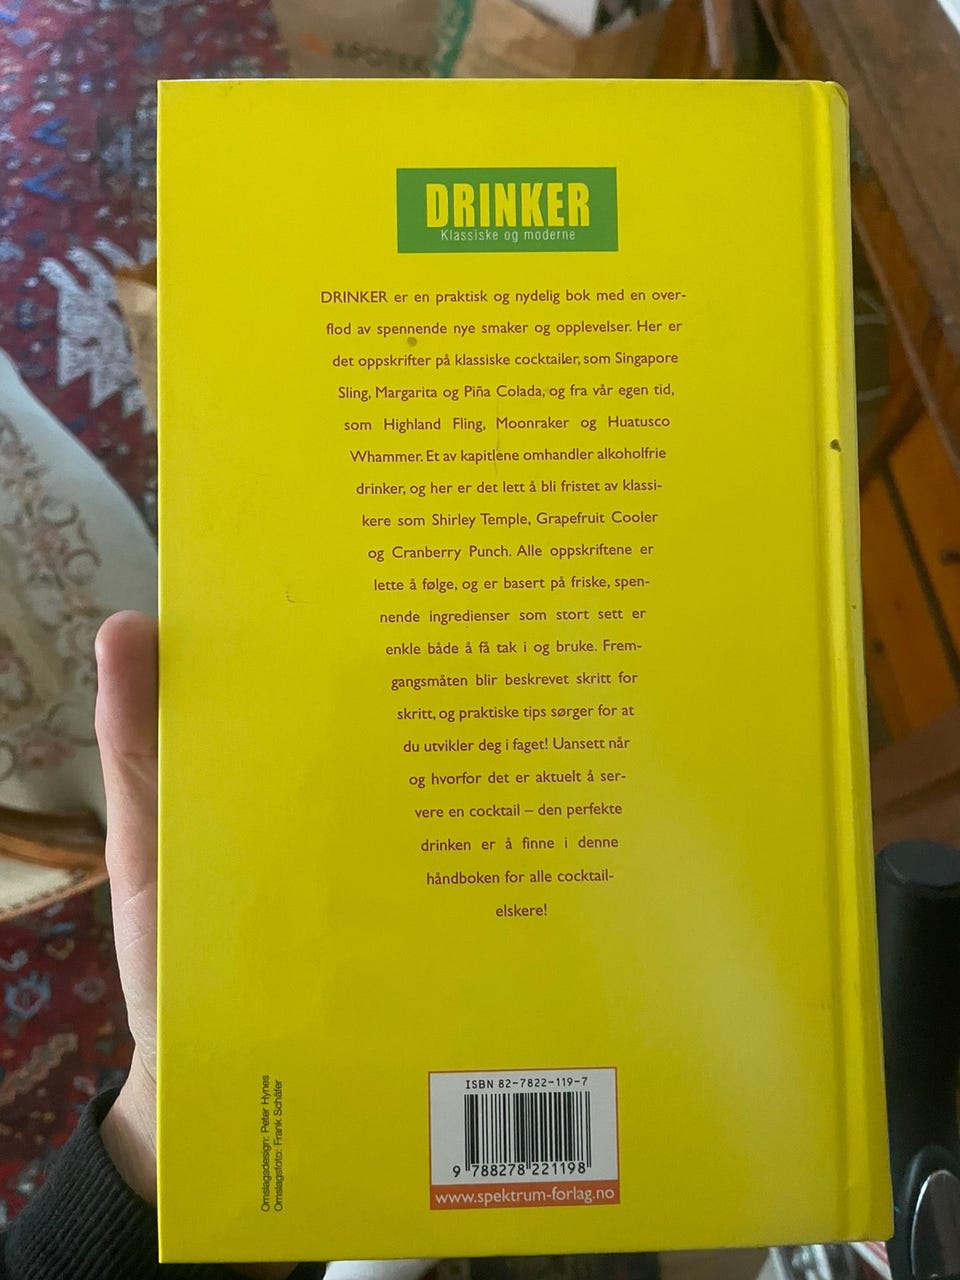 APOTEK
DRINKER
Klassiske og moderne
DRINKER er en praktisk og nydelig bok med en over-
flod av spennende nye smaker og opplevelser. Her er
det oppskrifter på klassiske cocktailer, som Singapore
Sling, Margarita og Piña Colada, og fra vår egen tid,
som Highland Fling, Moonraker og Huatusco
Whammer. Et av kapitlene omhandler alkoholfrie
drinker, og her er det lett å bli fristet av klassi-
kere som Shirley Temple, Grapefruit Cooler
og Cranberry Punch. Alle oppskriftene er
lette å følge, og er basert på friske, spen-
nende ingredienser som stort sett er
enkle både å få tak i og bruke. Frem-
gangsmåten blir beskrevet skritt for
skritt, og praktiske tips sørger for at
du utvikler deg i faget! Uansett når
og hvorfor det er aktuelt å ser-
vere en cocktail – den perfekte
drinken er å finne i denne
håndboken for alle cocktail-
elskere!
Omslagsdesign: Peter Hynes
Omslagsfoto: Frank Schäfer
ISBN 82-7822-119-7
9 788278 221198
www.spektrum-forlag.no